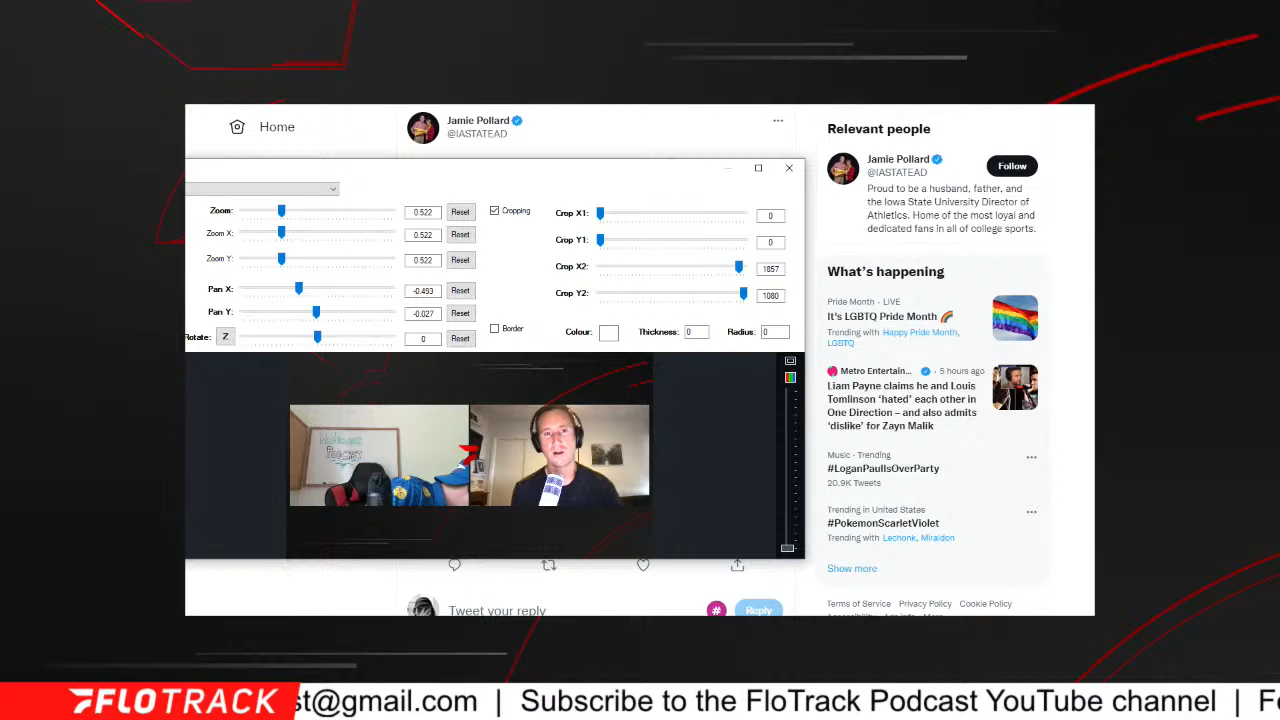 Home
Jamie Pollard
@IASTATEAD
Zoom: 0.522 Reset
Zoom X: 0.522 Reset
Zoom Y: 0.522 Reset
Pan X: -0.493 Reset
Pan Y: -0.027 Reset
Rotate: Z 0 Reset
Cropping
Border
Crop X1: 0
Crop Y1: 0
Crop X2: 1857
Crop Y2: 1080
Colour: Thickness: 0 Radius: 0
PODCAST
Tweet your reply
# Reply
Relevant people
Jamie Pollard
@IASTATEAD
Follow
Proud to be a husband, father, and
the Iowa State University Director of
Athletics. Home of the most loyal and
dedicated fans in all of college sports.
What's happening
Pride Month · LIVE
It's LGBTQ Pride Month
Trending with Happy Pride Month,
LGBTQ
Metro Entertain... · 5 hours ago
Liam Payne claims he and Louis
Tomlinson ‘hated’ each other in
One Direction – and also admits
‘dislike’ for Zayn Malik
Music · Trending
#LoganPaulIsOverParty
20.9K Tweets
Trending in United States
#PokemonScarletViolet
Trending with Lechonk, Miraidon
Show more
Terms of Service Privacy Policy Cookie Policy
FLOTRACK
st@gmail.com | Subscribe to the FloTrack Podcast YouTube channel | Fo